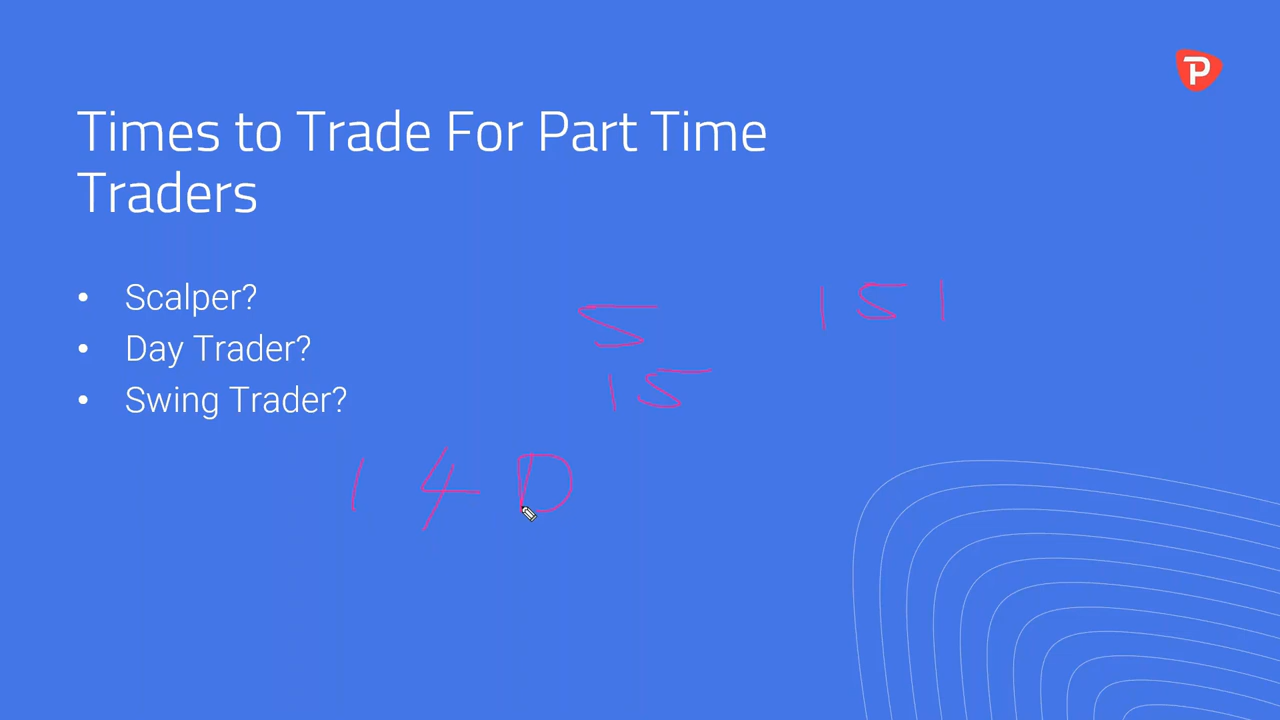 P
Times to Trade For Part Time
Traders
• Scalper?
• Day Trader?
• Swing Trader?
5
15
1 5 1
1 4 D